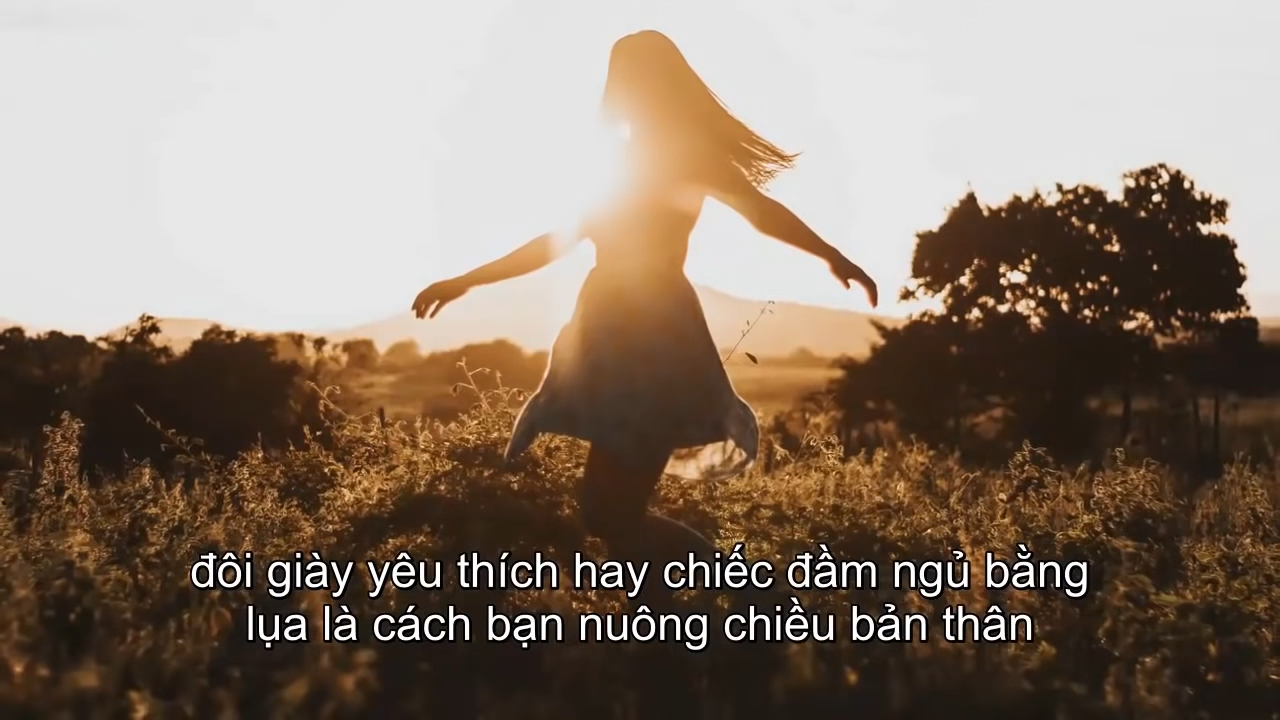 đôi giày yêu thích hay chiếc đầm ngủ bằng
lụa là cách bạn nuông chiều bản thân